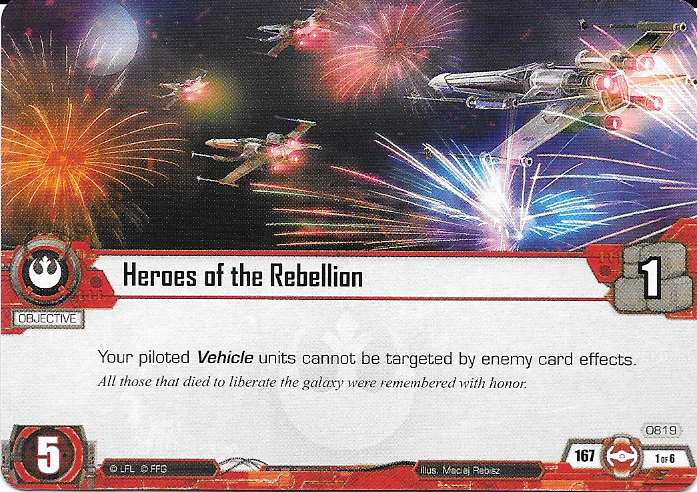 Heroes of the Rebellion
1
OBJECTIVE
Your piloted Vehicle units cannot be targeted by enemy card effects.
All those that died to liberate the galaxy were remembered with honor.
0819
5
© LFL © FFG
Illus. Maciej Rebisz
167
1 OF 6